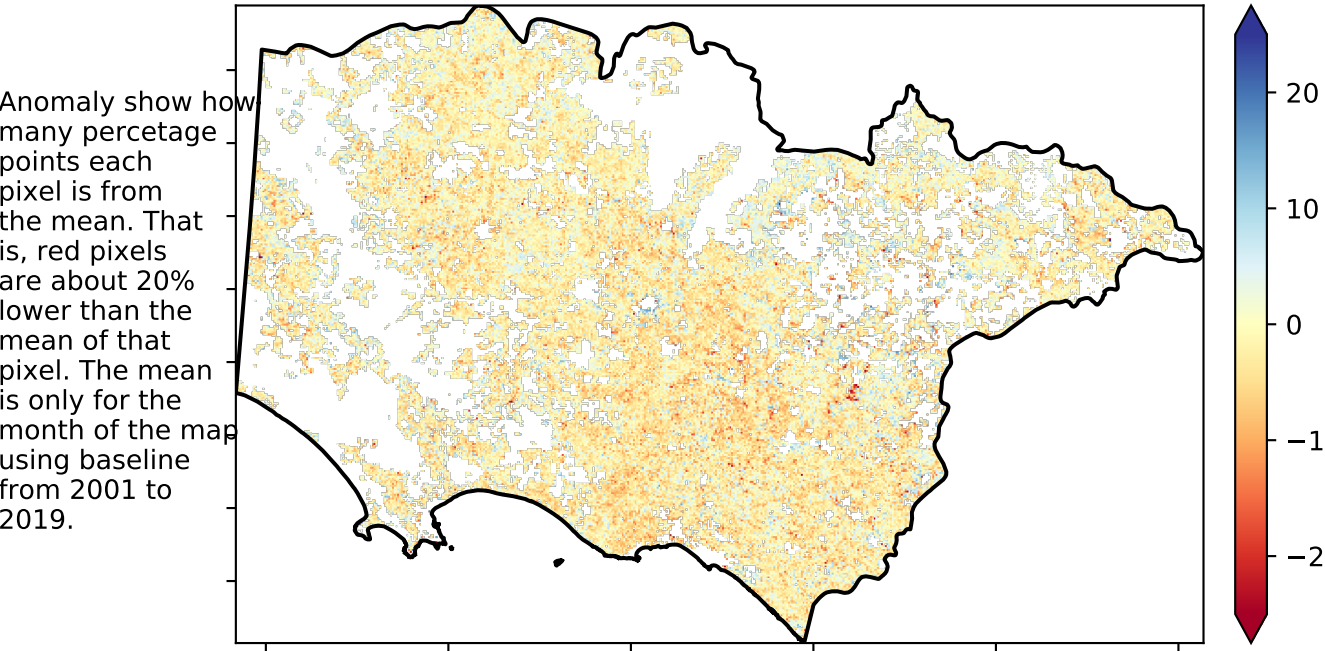 Anomaly show how
many percetage
points each
pixel is from
the mean. That
is, red pixels
are about 20%
lower than the
mean of that
pixel. The mean
is only for the
month of the map
using baseline
from 2001 to
2019.
20
10
0
−1
−2